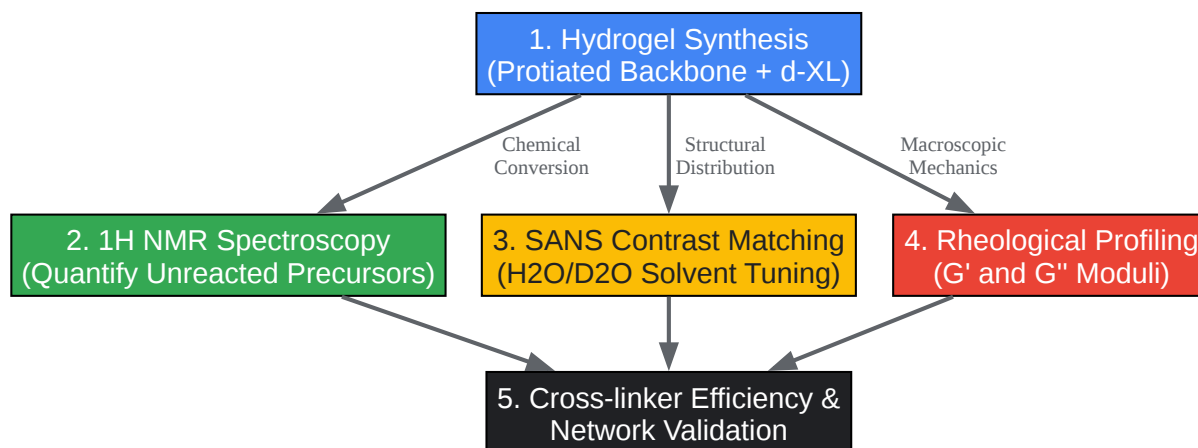 1. Hydrogel Synthesis
(Protiated Backbone + d-XL)
Chemical
Conversion
Structural
Distribution
Macroscopic
Mechanics
2. 1H NMR Spectroscopy
(Quantify Unreacted Precursors)
3. SANS Contrast Matching
(H2O/D2O Solvent Tuning)
4. Rheological Profiling
(G' and G'' Moduli)
5. Cross-linker Efficiency &
Network Validation